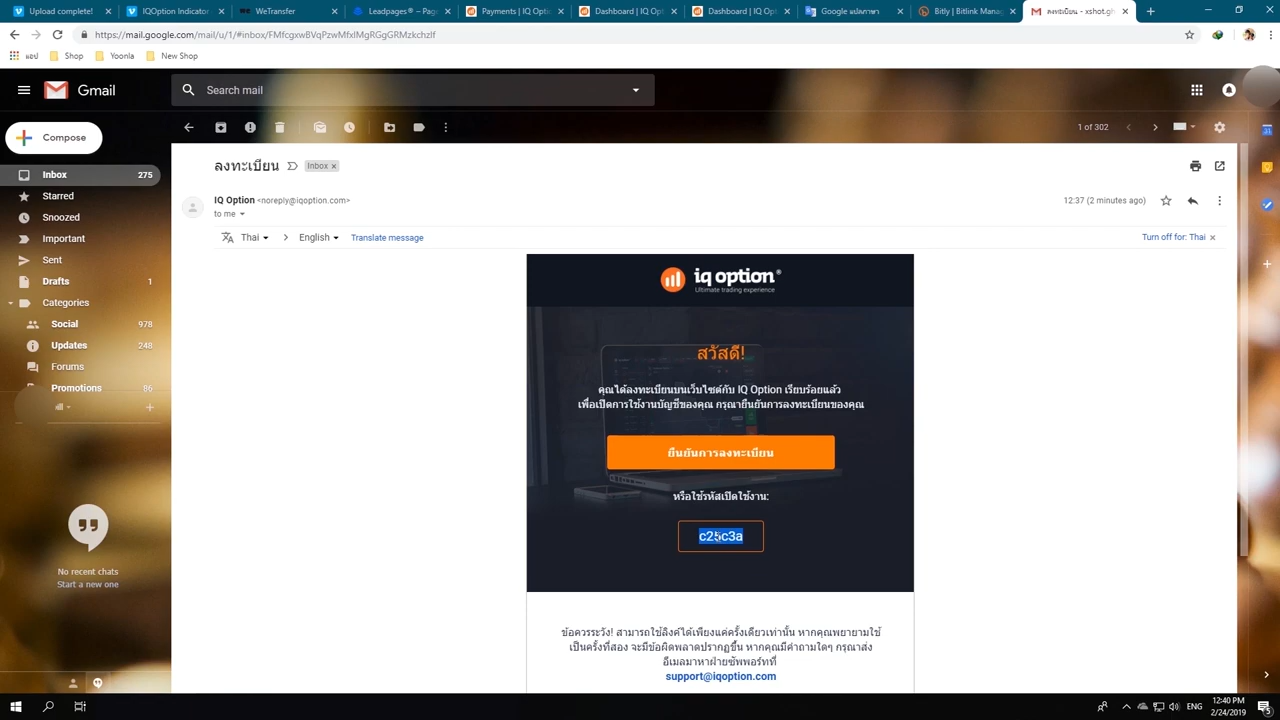 Upload complete!
IQOption Indicator
WeTransfer
Leadpages® – Page
Payments | IQ Optio
Dashboard | IQ Opt
Dashboard | IQ Opt
Google แปลภาษา
Bitly | Bitlink Manag
ลงทะเบียน - xshot.gh
https://mail.google.com/mail/u/1/#inbox/FMfcgxwBVqPzwMfxlMgRGgGRMzkchzlf
แอป
Shop
Yoonla
New Shop
Gmail
Search mail
Compose
1 of 302
Inbox 275
Starred
Snoozed
Important
Sent
Drafts 1
Categories
Social 978
Updates 248
Forums
Promotions 86
No recent chats
Start a new one
ลงทะเบียน
Inbox x
IQ Option <noreply@iqoption.com>
12:37 (2 minutes ago)
to me
Thai > English Translate message
Turn off for: Thai x
iq option®
Ultimate trading experience
สวัสดี!
คุณได้ลงทะเบียนบนเว็บไซต์กับ IQ Option เรียบร้อยแล้ว
เพื่อเปิดการใช้งานบัญชีของคุณ กรุณายืนยันการลงทะเบียนของคุณ
ยืนยันการลงทะเบียน
หรือใช้รหัสเปิดใช้งาน:
ข้อควรระวัง! สามารถใช้ลิงค์ได้เพียงแค่ครั้งเดียวเท่านั้น หากคุณพยายามใช้
เป็นครั้งที่สอง จะมีข้อผิดพลาดปรากฏขึ้น หากคุณมีคำถามใดๆ กรุณาส่ง
อีเมลมาหาฝ่ายซัพพอร์ทที่
support@iqoption.com
ENG
12:40 PM
2/24/2019